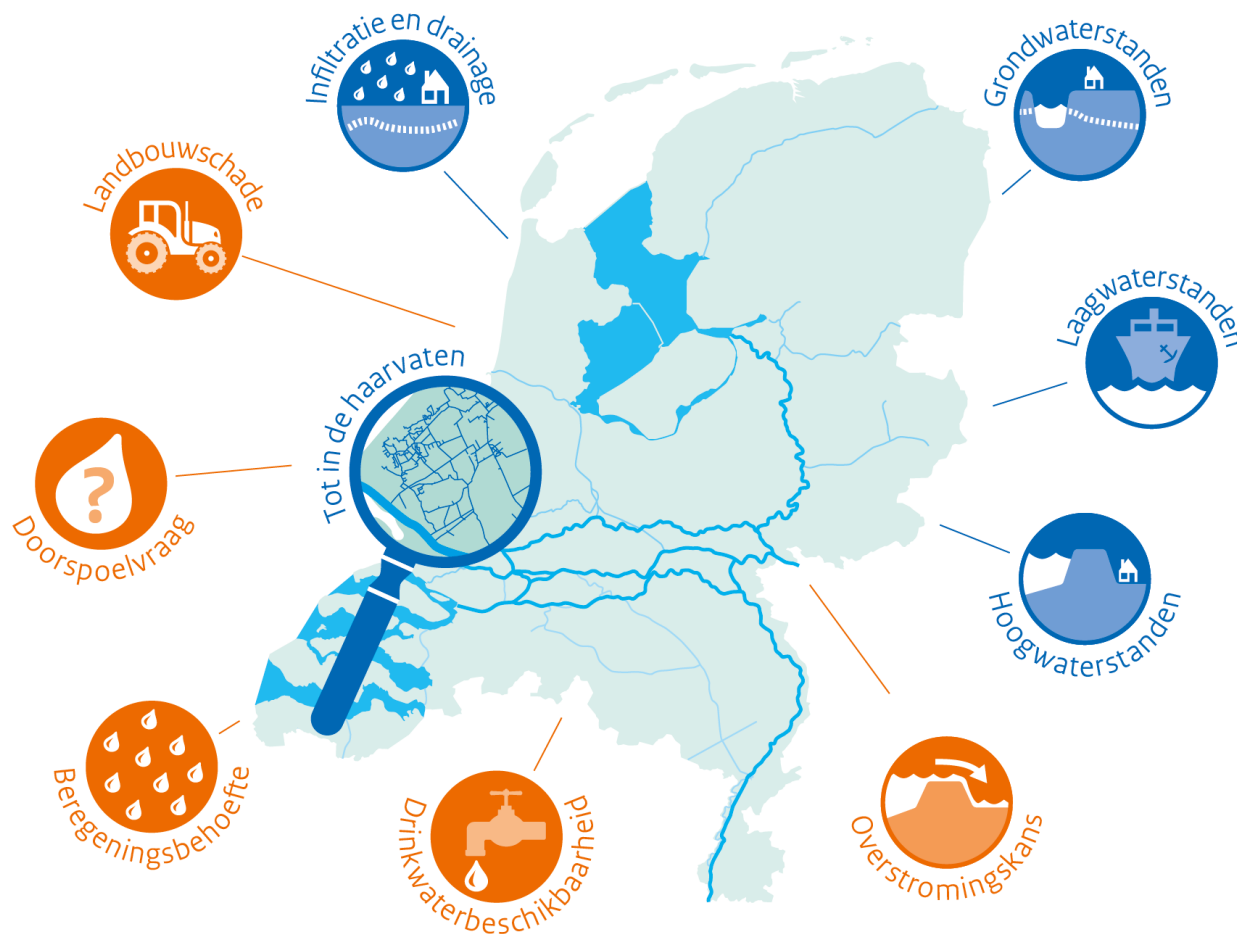 Infiltratie en drainage
Grondwaterstanden
Landbouwschade
Laagwaterstanden
Tot in de haarvaten
?
Doorspoelvraag
Hoogwaterstanden
Beregeningsbehoefte
Drinkwaterbeschikbaarheid
Overstromingskans